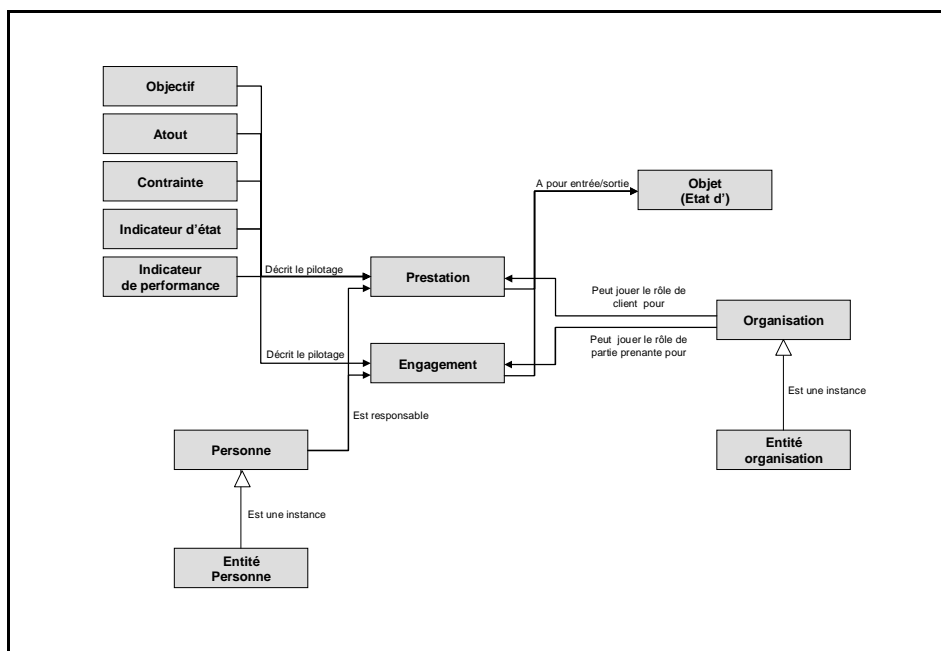 Objectif
Atout
Contrainte
Indicateur d'état
Indicateur
de performance
Décrit le pilotage
Décrit le pilotage
Prestation
Engagement
A pour entrée/sortie
Objet
(Etat d')
Peut jouer le rôle de
client pour
Peut jouer le rôle de
partie prenante pour
Organisation
Est une instance
Entité
organisation
Est responsable
Personne
Est une instance
Entité
Personne